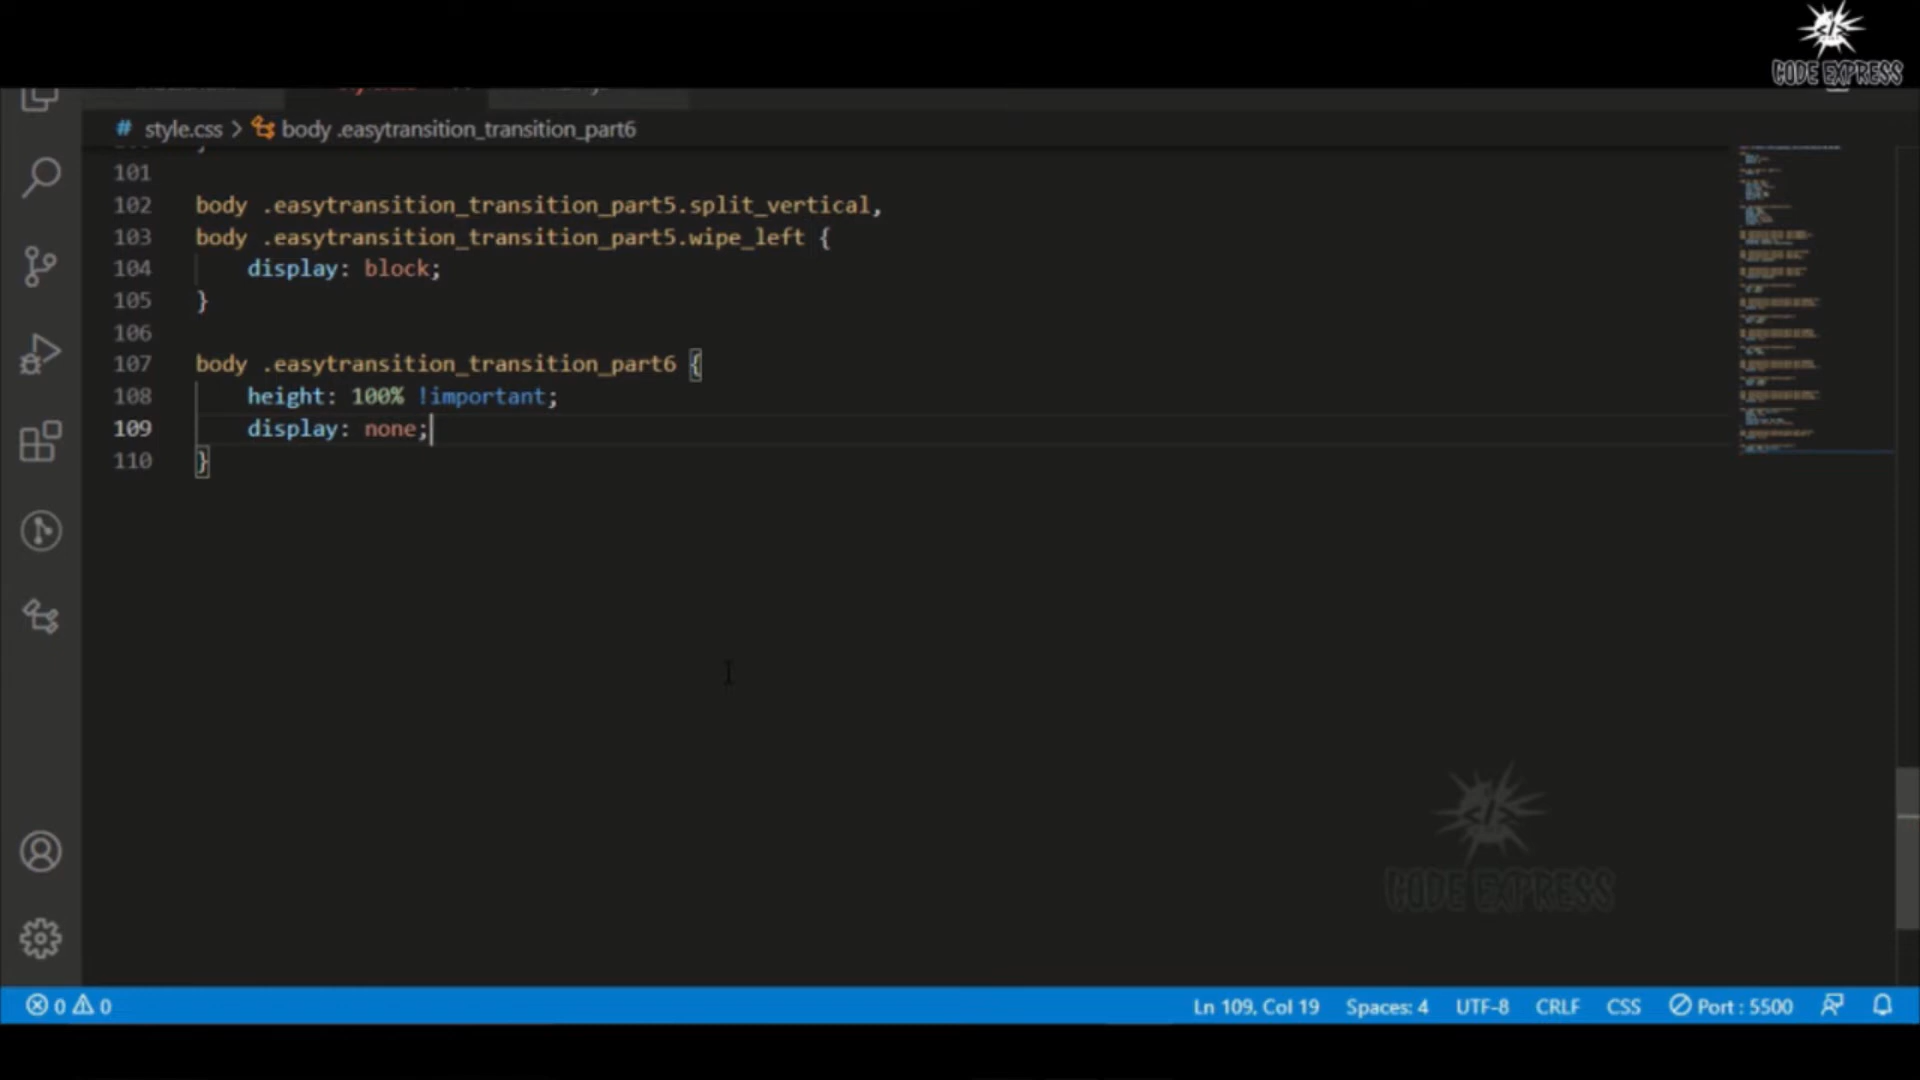 CODE EXPRESS
# style.css > body .easytransition_transition_part6
101
102 body .easytransition_transition_part5.split_vertical,
103 body .easytransition_transition_part5.wipe_left {
104 display: block;
105 }
106
107 body .easytransition_transition_part6 {
108 height: 100% !important;
109 display: none;
110 }
CODE EXPRESS
0 0 Ln 109, Col 19 Spaces: 4 UTF-8 CRLF CSS Port : 5500